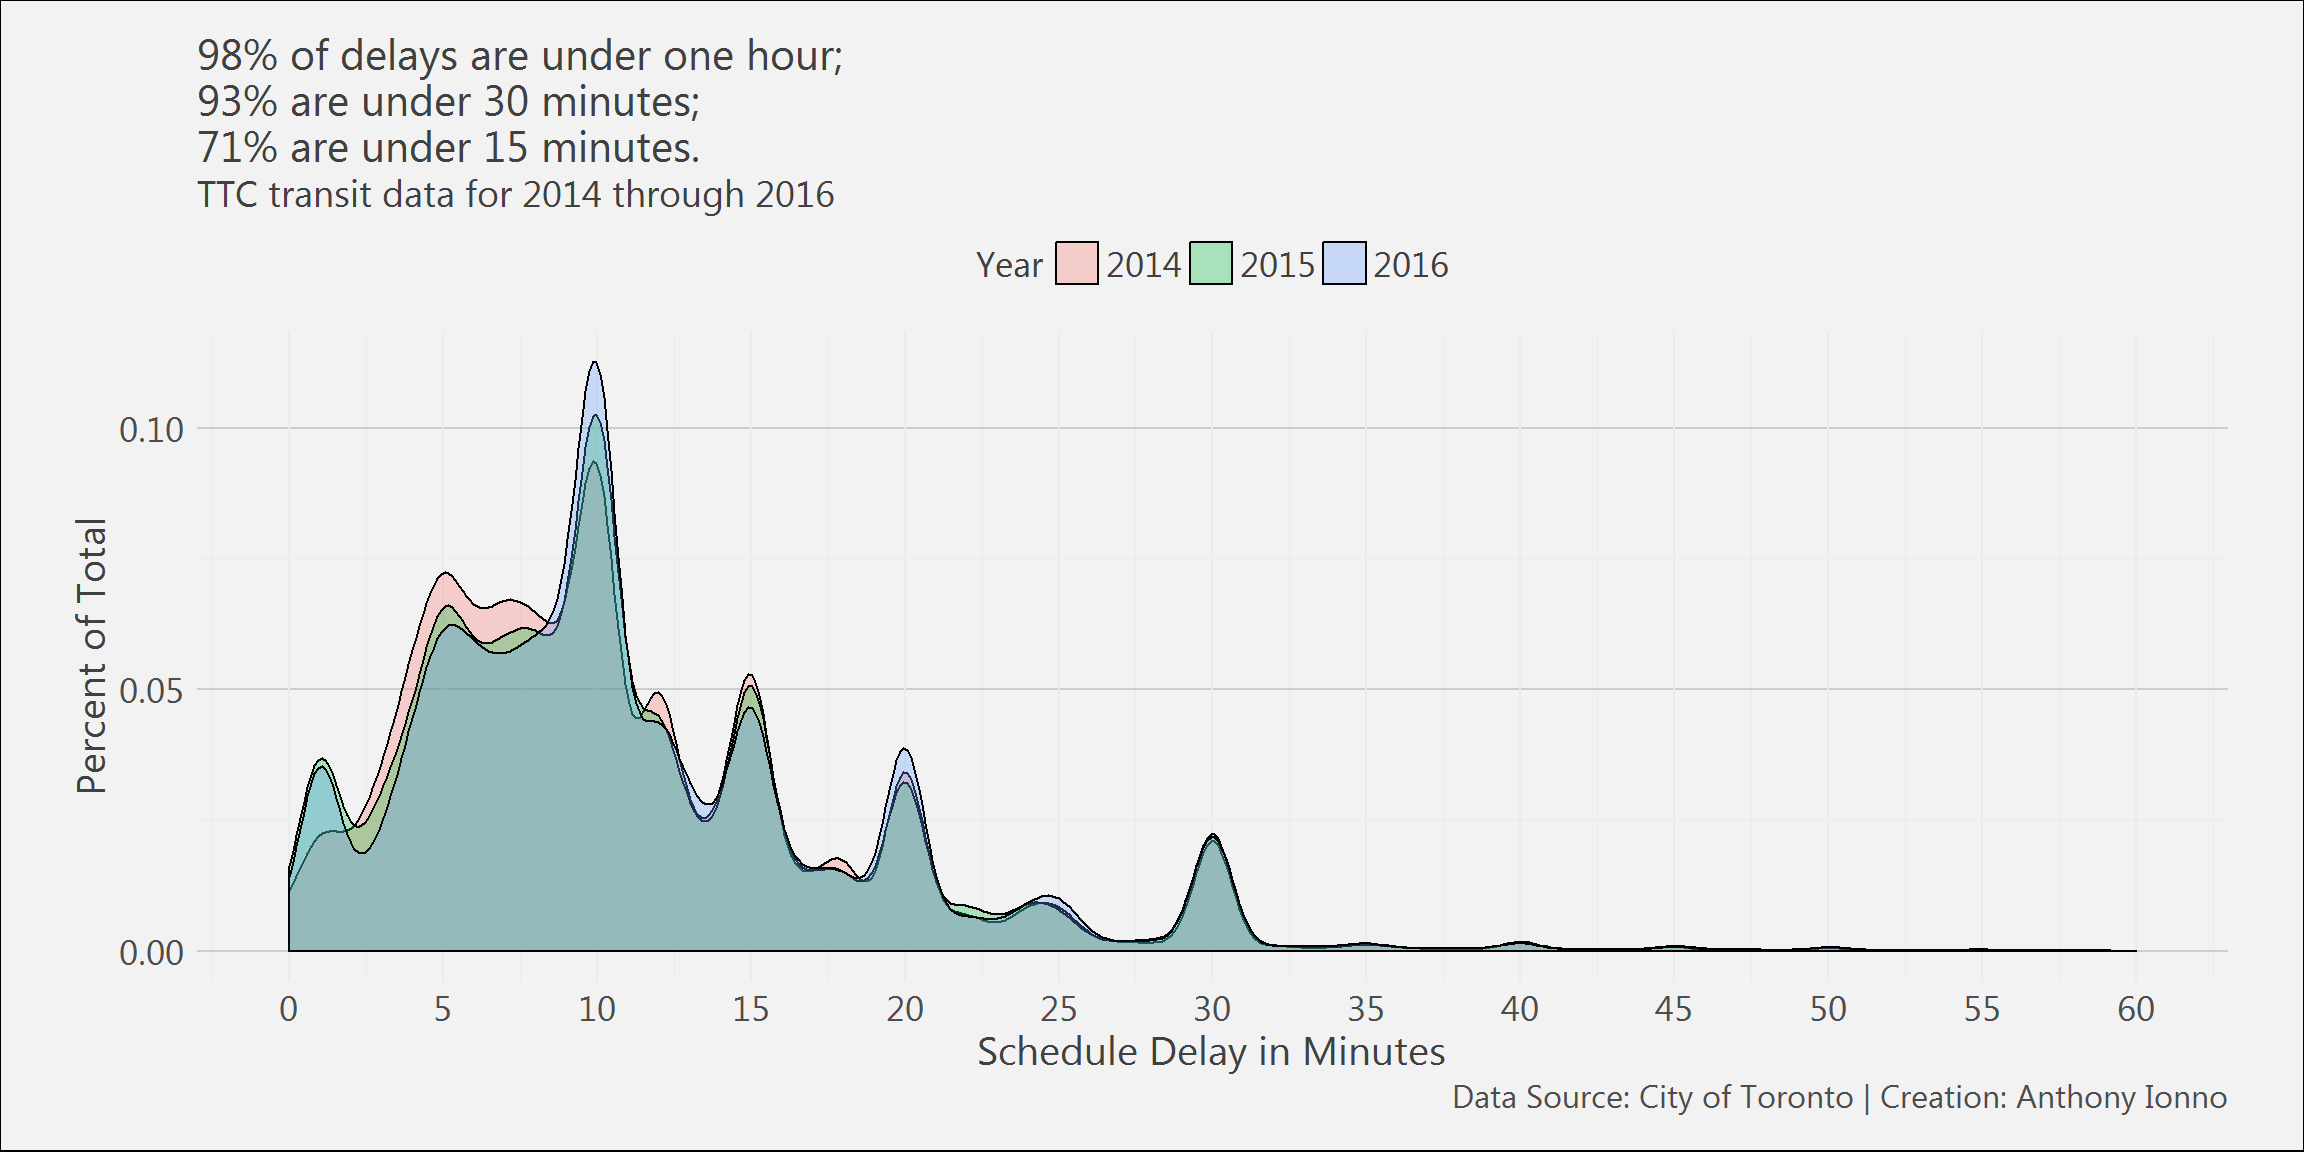 98% of delays are under one hour;
93% are under 30 minutes;
71% are under 15 minutes.
TTC transit data for 2014 through 2016
Year 2014 2015 2016
Percent of Total
0.10
0.05
0.00
0 5 10 15 20 25 30 35 40 45 50 55 60
Schedule Delay in Minutes
Data Source: City of Toronto | Creation: Anthony Ionno